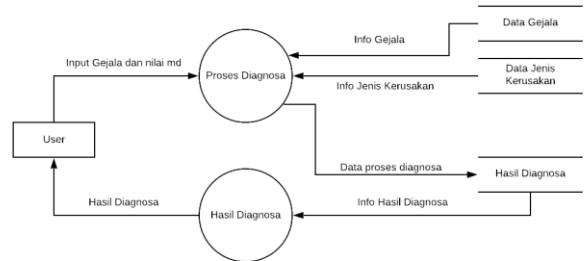 Data Gejala
Info Gejala
Input Gejala dan nilai md
Proses Diagnosa
Data Jenis
Kerusakan
Info Jenis Kerusakan
User
Data proses diagnosa
Hasil Diagnosa
Hasil Diagnosa
Hasil Diagnosa
Info Hasil Diagnosa